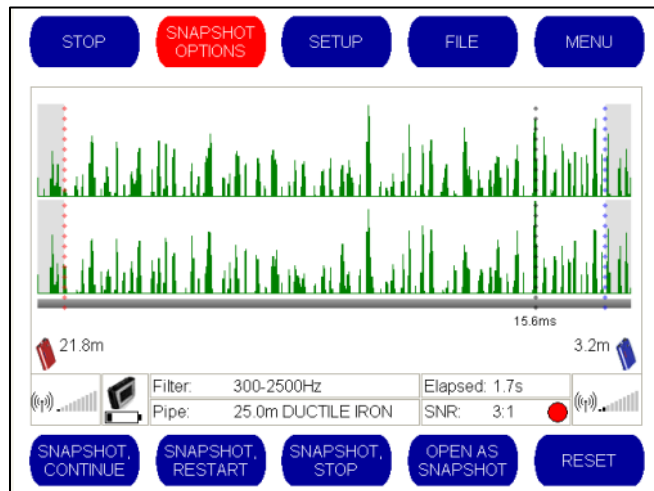 STOP
SNAPSHOT
OPTIONS
SETUP
FILE
MENU
15.6ms
21.8m
3.2m
Filter: 300-2500Hz
Elapsed: 1.7s
Pipe: 25.0m DUCTILE IRON
SNR: 3:1
SNAPSHOT,
CONTINUE
SNAPSHOT,
RESTART
SNAPSHOT,
STOP
OPEN AS
SNAPSHOT
RESET